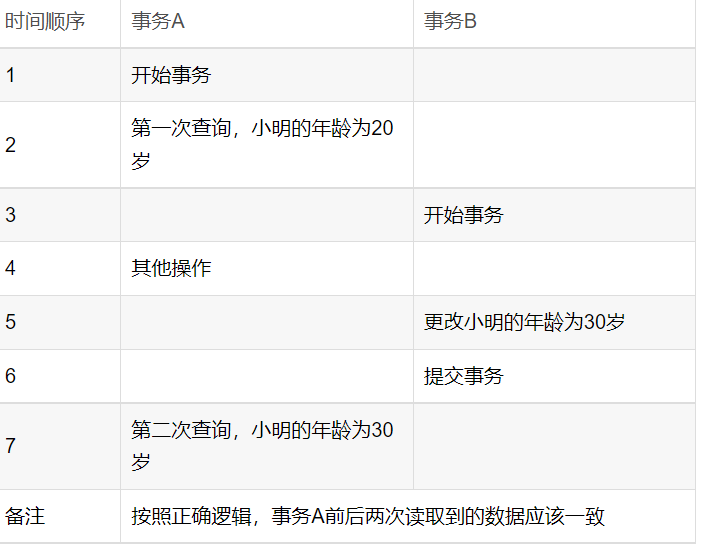 时间顺序 事务A 事务B
1 开始事务
2 第一次查询，小明的年龄为20
岁
3 开始事务
4 其他操作
5 更改小明的年龄为30岁
6 提交事务
7 第二次查询，小明的年龄为30
岁
备注 按照正确逻辑，事务A前后两次读取到的数据应该一致